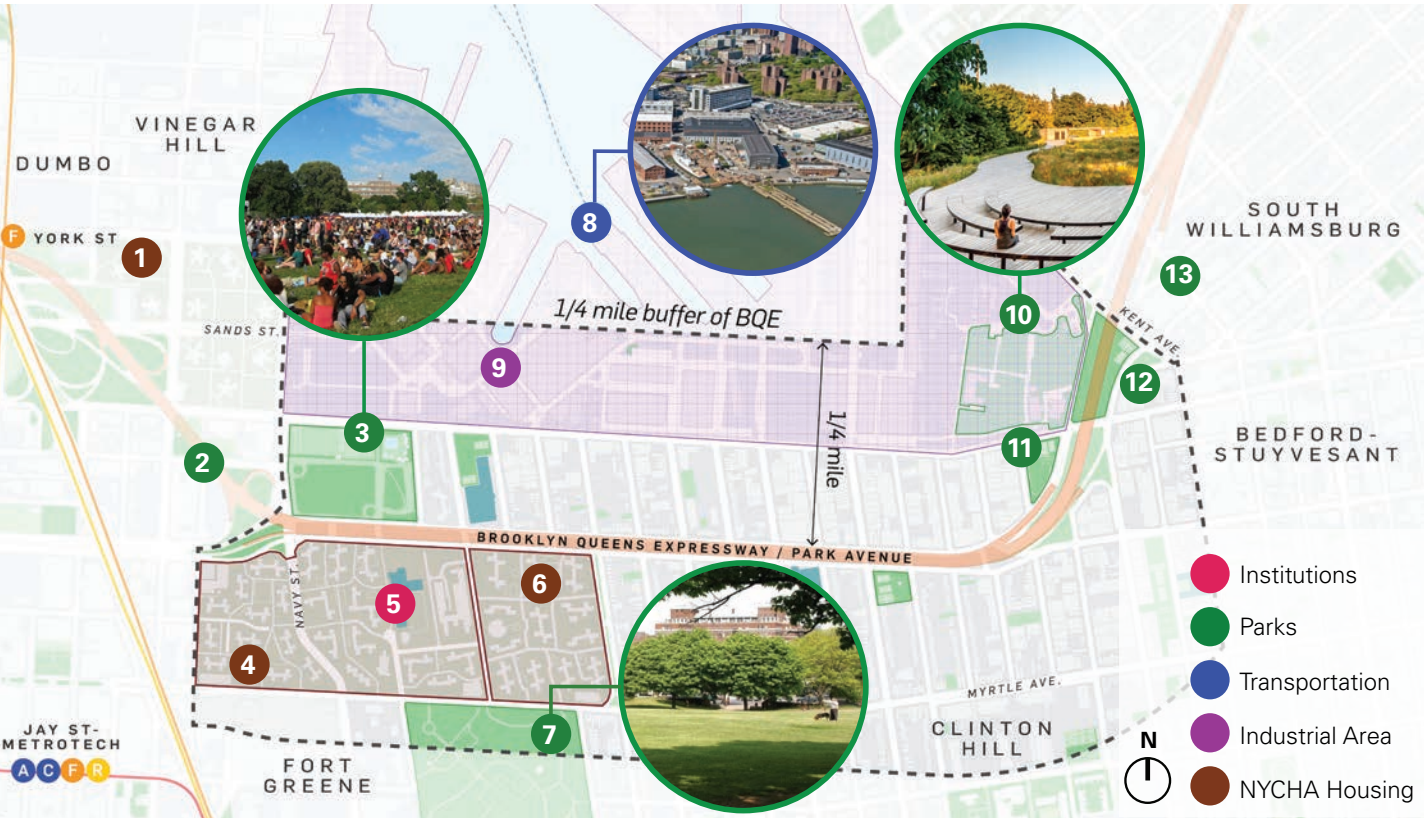 VINEGAR
HILL
DUMBO
F YORK ST
1
SANDS ST.
2
3
8
9
1/4 mile buffer of BQE
1/4 mile
10
11
12
13
KENT AVE.
SOUTH
WILLIAMSBURG
BEDFORD-
STUYVESANT
BROOKLYN QUEENS EXPRESSWAY / PARK AVENUE
NAVY ST.
4
5
6
7
MYRTLE AVE.
CLINTON
HILL
FORT
GREENE
JAY ST-
METROTECH
A C F R
N
Institutions
Parks
Transportation
Industrial Area
NYCHA Housing